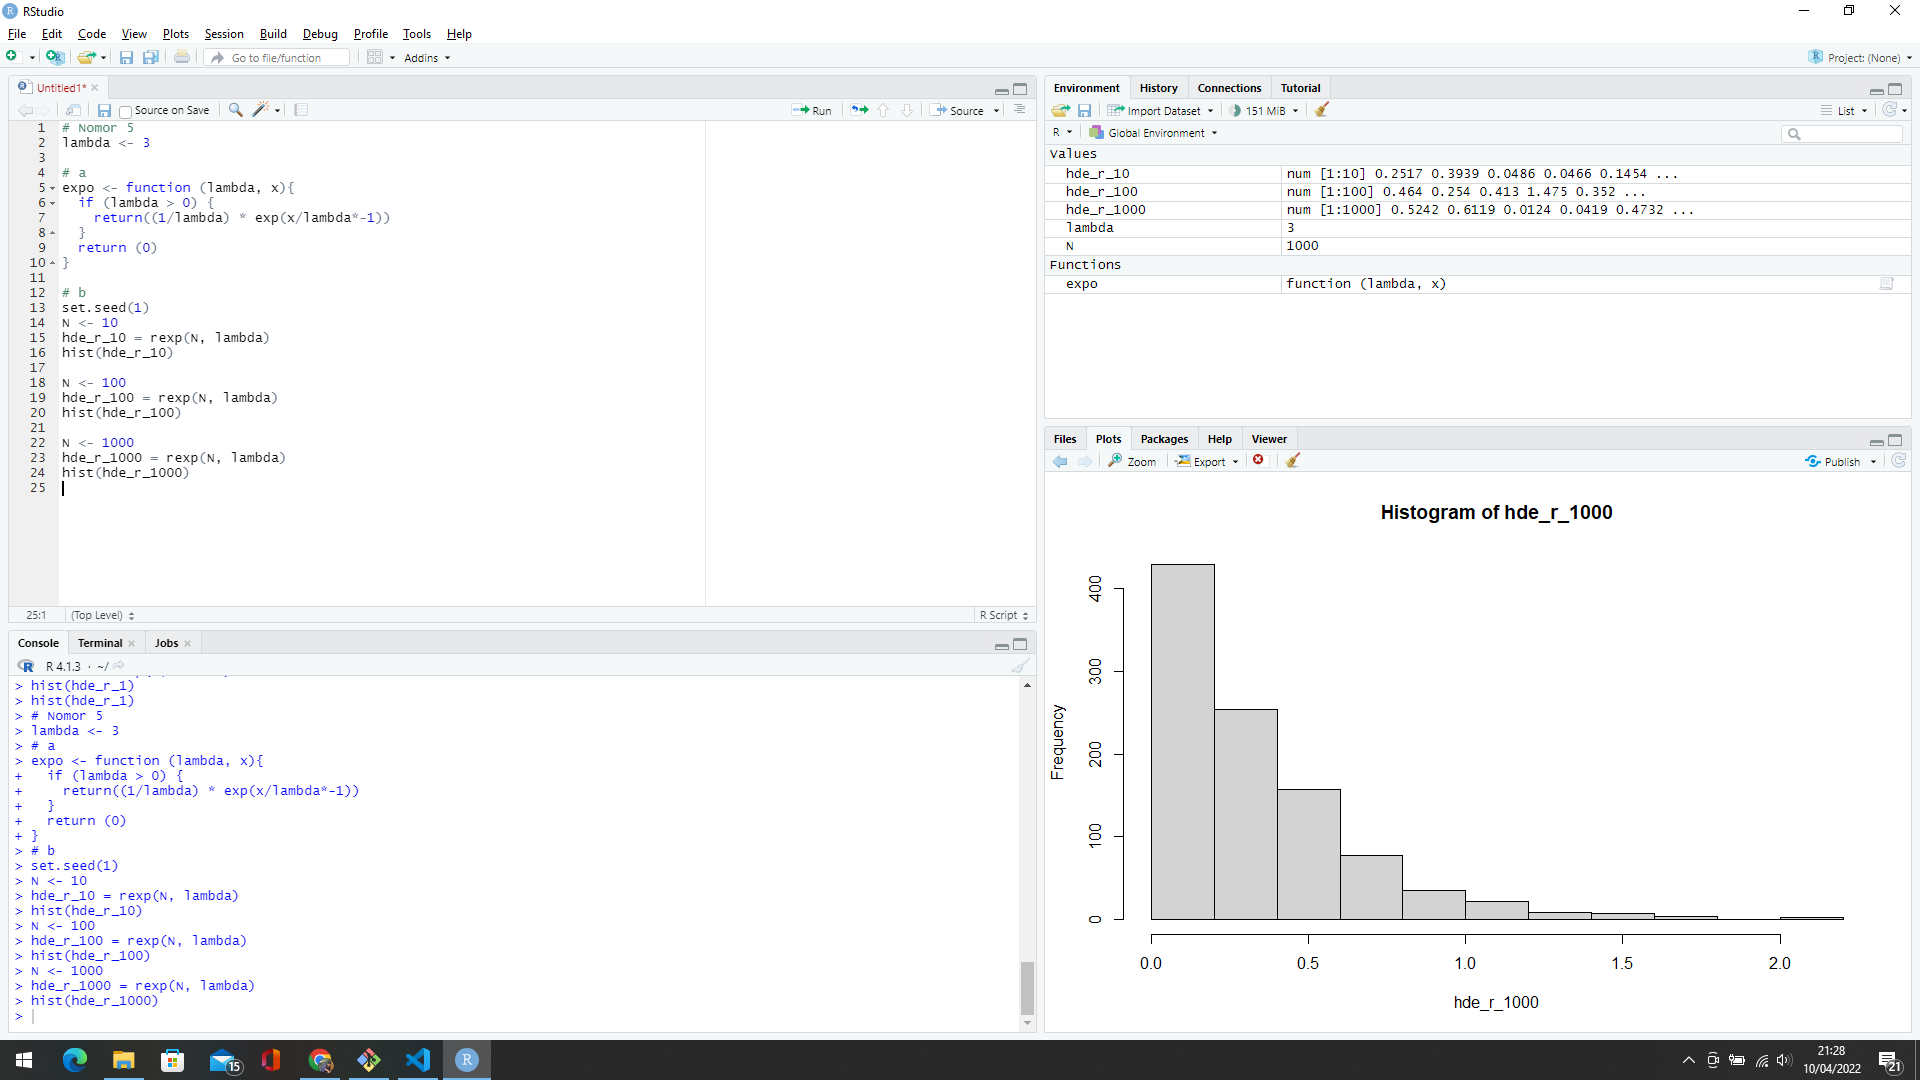 RStudio
File Edit Code View Plots Session Build Debug Profile Tools Help
Go to file/function Addins Project: (None)
Untitled1*
Source on Save Run Source
1 # Nomor 5
2 lambda <- 3
3
4 # a
5 expo <- function (lambda, x){
6 if (lambda > 0) {
7 return((1/lambda) * exp(x/lambda*-1))
8 }
9 return (0)
10 }
11
12 # b
13 set.seed(1)
14 N <- 10
15 hde_r_10 = rexp(N, lambda)
16 hist(hde_r_10)
17
18 N <- 100
19 hde_r_100 = rexp(N, lambda)
20 hist(hde_r_100)
21
22 N <- 1000
23 hde_r_1000 = rexp(N, lambda)
24 hist(hde_r_1000)
25
25:1 (Top Level) R Script
Console Terminal Jobs
R 4.1.3 · ~/
> hist(hde_r_1)
> hist(hde_r_1)
> # Nomor 5
> lambda <- 3
> # a
> expo <- function (lambda, x){
+ if (lambda > 0) {
+ return((1/lambda) * exp(x/lambda*-1))
+ }
+ return (0)
+ }
> # b
> set.seed(1)
> N <- 10
> hde_r_10 = rexp(N, lambda)
> hist(hde_r_10)
> N <- 100
> hde_r_100 = rexp(N, lambda)
> hist(hde_r_100)
> N <- 1000
> hde_r_1000 = rexp(N, lambda)
> hist(hde_r_1000)
>
Environment History Connections Tutorial
Import Dataset 151 MiB List
R Global Environment
Values
hde_r_10 num [1:10] 0.2517 0.3939 0.0486 0.0466 0.1454 ...
hde_r_100 num [1:100] 0.464 0.254 0.413 1.475 0.352 ...
hde_r_1000 num [1:1000] 0.5242 0.6119 0.0124 0.0419 0.4732 ...
lambda 3
N 1000
Functions
expo function (lambda, x)
Files Plots Packages Help Viewer
Zoom Export Publish
Histogram of hde_r_1000
Frequency
400
300
200
100
0
0.0 0.5 1.0 1.5 2.0
hde_r_1000
15
R
21:28
10/04/2022
21